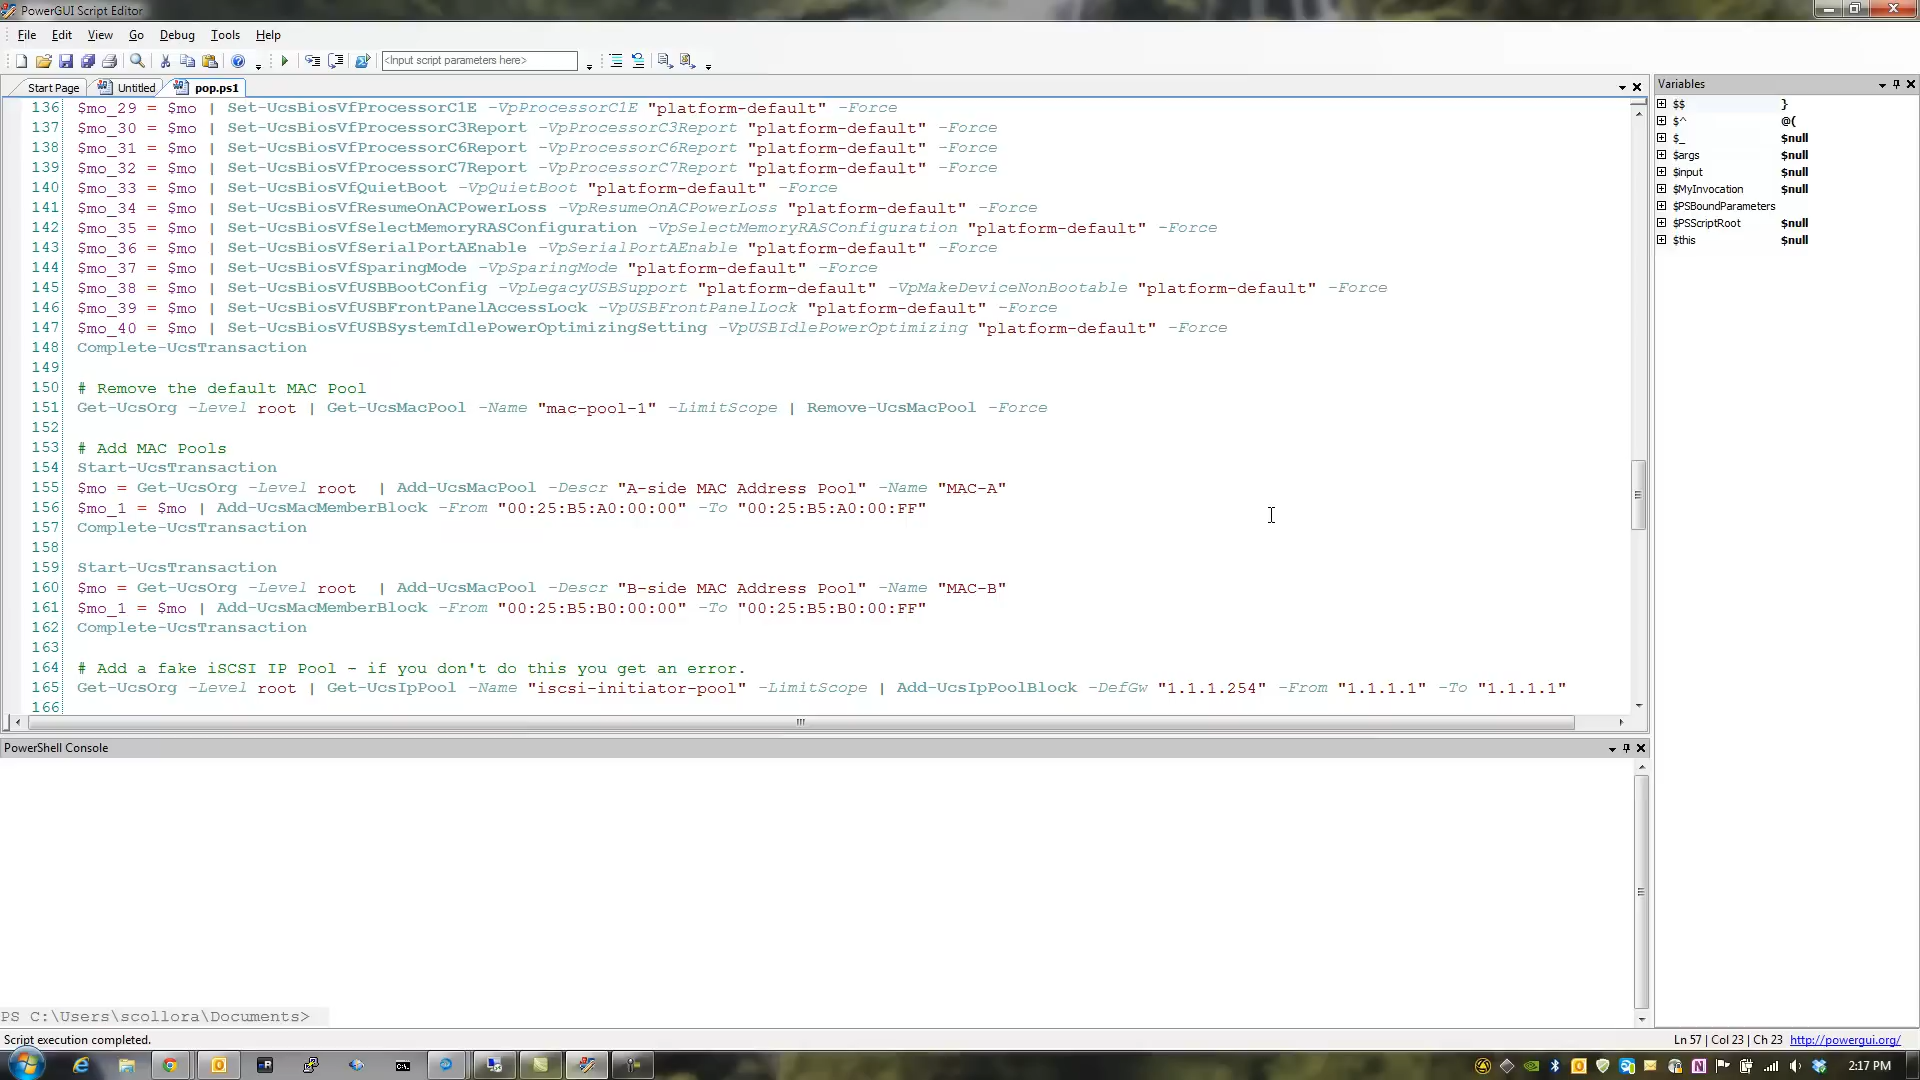 PowerGUI Script Editor
File Edit View Go Debug Tools Help
<Input script parameters here>
Start Page Untitled pop.ps1
136 $mo_29 = $mo | Set-UcsBiosVfProcessorC1E -VpProcessorC1E "platform-default" -Force
137 $mo_30 = $mo | Set-UcsBiosVfProcessorC3Report -VpProcessorC3Report "platform-default" -Force
138 $mo_31 = $mo | Set-UcsBiosVfProcessorC6Report -VpProcessorC6Report "platform-default" -Force
139 $mo_32 = $mo | Set-UcsBiosVfProcessorC7Report -VpProcessorC7Report "platform-default" -Force
140 $mo_33 = $mo | Set-UcsBiosVfQuietBoot -VpQuietBoot "platform-default" -Force
141 $mo_34 = $mo | Set-UcsBiosVfResumeOnACPowerLoss -VpResumeOnACPowerLoss "platform-default" -Force
142 $mo_35 = $mo | Set-UcsBiosVfSelectMemoryRASConfiguration -VpSelectMemoryRASConfiguration "platform-default" -Force
143 $mo_36 = $mo | Set-UcsBiosVfSerialPortAEnable -VpSerialPortAEnable "platform-default" -Force
144 $mo_37 = $mo | Set-UcsBiosVfSparingMode -VpSparingMode "platform-default" -Force
145 $mo_38 = $mo | Set-UcsBiosVfUSBBootConfig -VpLegacyUSBSupport "platform-default" -VpMakeDeviceNonBootable "platform-default" -Force
146 $mo_39 = $mo | Set-UcsBiosVfUSBFrontPanelAccessLock -VpUSBFrontPanelLock "platform-default" -Force
147 $mo_40 = $mo | Set-UcsBiosVfUSBSystemIdlePowerOptimizingSetting -VpUSBIdlePowerOptimizing "platform-default" -Force
148 Complete-UcsTransaction
149
150 # Remove the default MAC Pool
151 Get-UcsOrg -Level root | Get-UcsMacPool -Name "mac-pool-1" -LimitScope | Remove-UcsMacPool -Force
152
153 # Add MAC Pools
154 Start-UcsTransaction
155 $mo = Get-UcsOrg -Level root | Add-UcsMacPool -Descr "A-side MAC Address Pool" -Name "MAC-A"
156 $mo_1 = $mo | Add-UcsMacMemberBlock -From "00:25:B5:A0:00:00" -To "00:25:B5:A0:00:FF"
157 Complete-UcsTransaction
158
159 Start-UcsTransaction
160 $mo = Get-UcsOrg -Level root | Add-UcsMacPool -Descr "B-side MAC Address Pool" -Name "MAC-B"
161 $mo_1 = $mo | Add-UcsMacMemberBlock -From "00:25:B5:B0:00:00" -To "00:25:B5:B0:00:FF"
162 Complete-UcsTransaction
163
164 # Add a fake iSCSI IP Pool - if you don't do this you get an error.
165 Get-UcsOrg -Level root | Get-UcsIpPool -Name "iscsi-initiator-pool" -LimitScope | Add-UcsIpPoolBlock -DefGw "1.1.1.254" -From "1.1.1.1" -To "1.1.1.1"
166
Variables
$$ }
$^ @(
$_ $null
$args $null
$input $null
$MyInvocation $null
$PSBoundParameters
$PSScriptRoot $null
$this $null
PowerShell Console
PS C:\Users\scollora\Documents>
Script execution completed.
Ln 57 | Col 23 | Ch 23 http://powergui.org/
2:17 PM